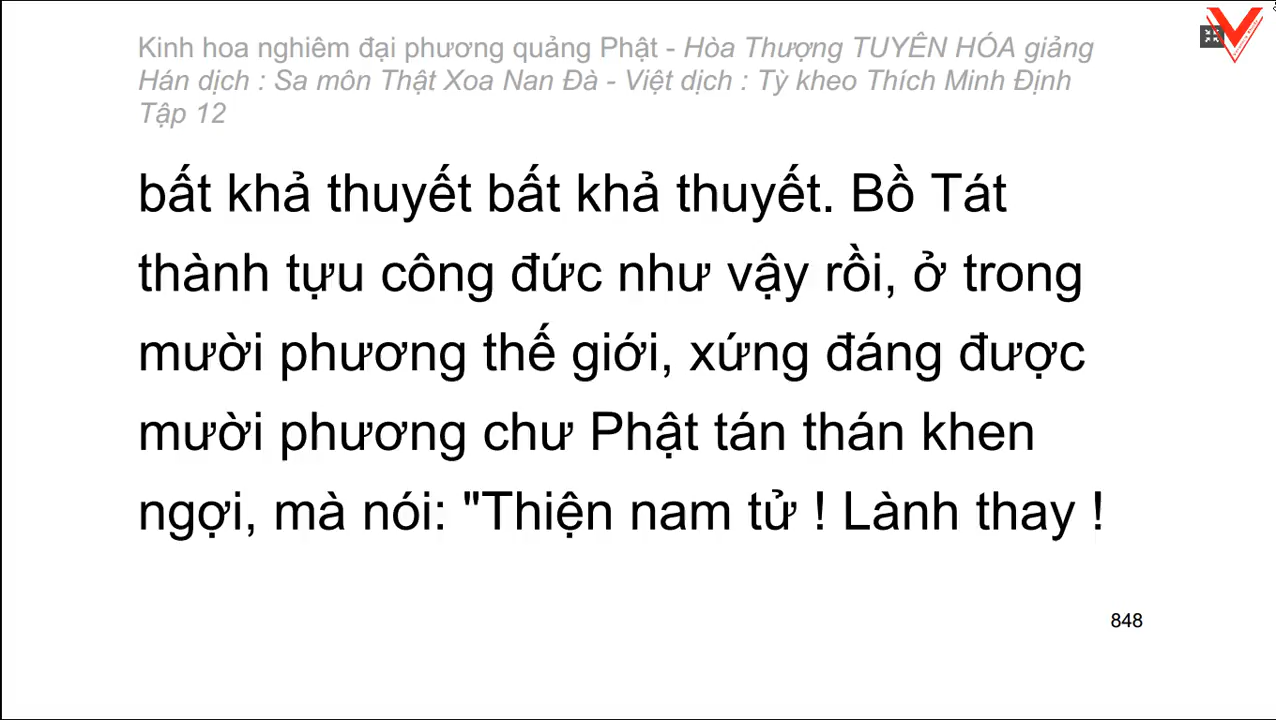 Kinh hoa nghiêm đại phương quảng Phật - Hòa Thượng TUYÊN HÓA giảng
Hán dịch : Sa môn Thật Xoa Nan Đà - Việt dịch : Tỳ kheo Thích Minh Định
Tập 12
bất khả thuyết bất khả thuyết. Bồ Tát
thành tựu công đức như vậy rồi, ở trong
mười phương thế giới, xứng đáng được
mười phương chư Phật tán thán khen
ngợi, mà nói: "Thiện nam tử ! Lành thay !
848